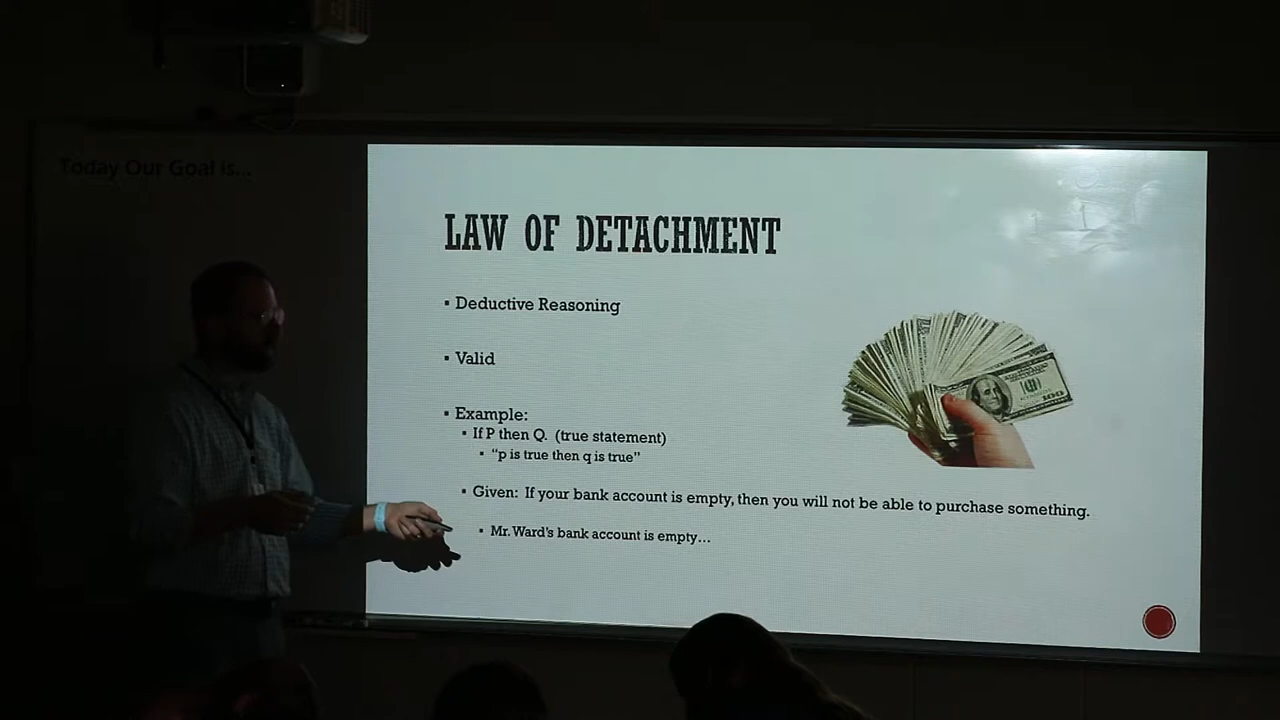 Today Our Goal is...
LAW OF DETACHMENT
▪ Deductive Reasoning
▪ Valid
▪ Example:
▪ If P then Q. (true statement)
▪ “p is true then q is true”
▪ Given: If your bank account is empty, then you will not be able to purchase something.
▪ Mr. Ward's bank account is empty…
100